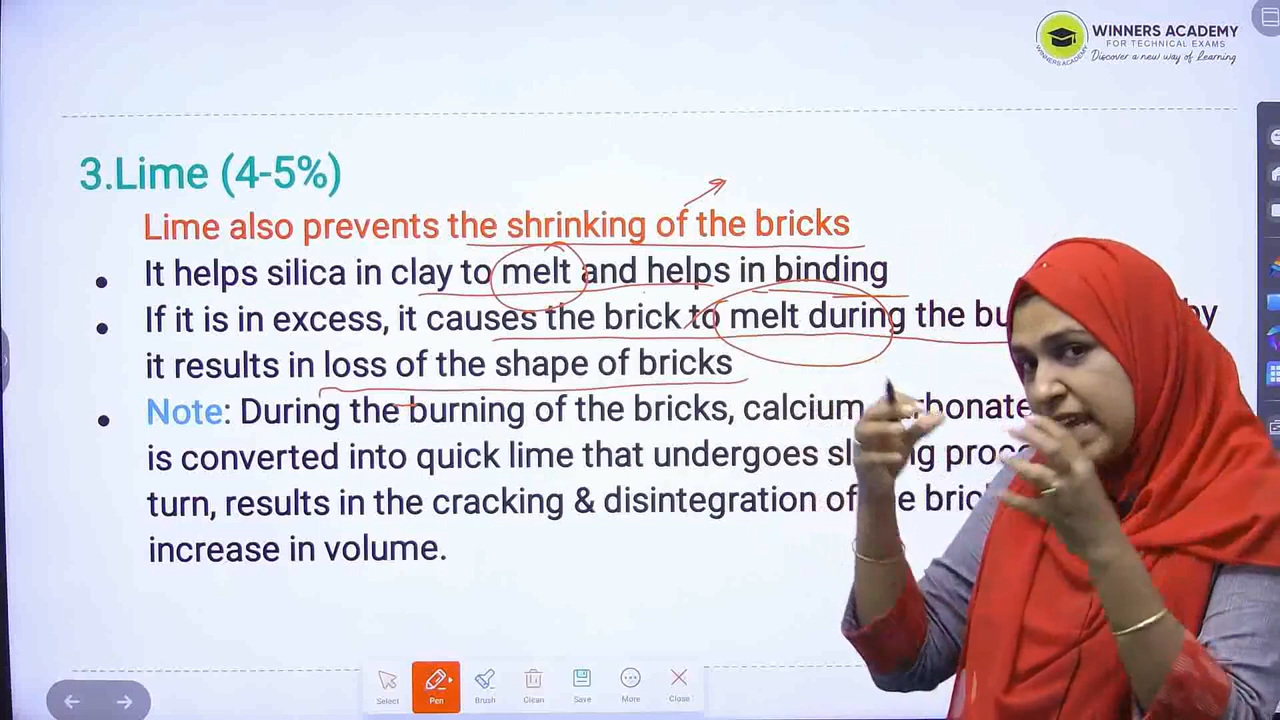 WINNERS ACADEMY
FOR TECHNICAL EXAMS
Discover a new way of Learning
WINNERS ACADEMY
3.Lime (4-5%)
Lime also prevents the shrinking of the bricks
It helps silica in clay to melt and helps in binding
If it is in excess, it causes the brick to melt during the
it results in loss of the shape of bricks
Note: During the burning of the bricks, calcium
is converted into quick lime that undergoes
turn, results in the cracking & disintegration of
increase in volume.
Select
Pen
Brush
Clean
Save
More
Close